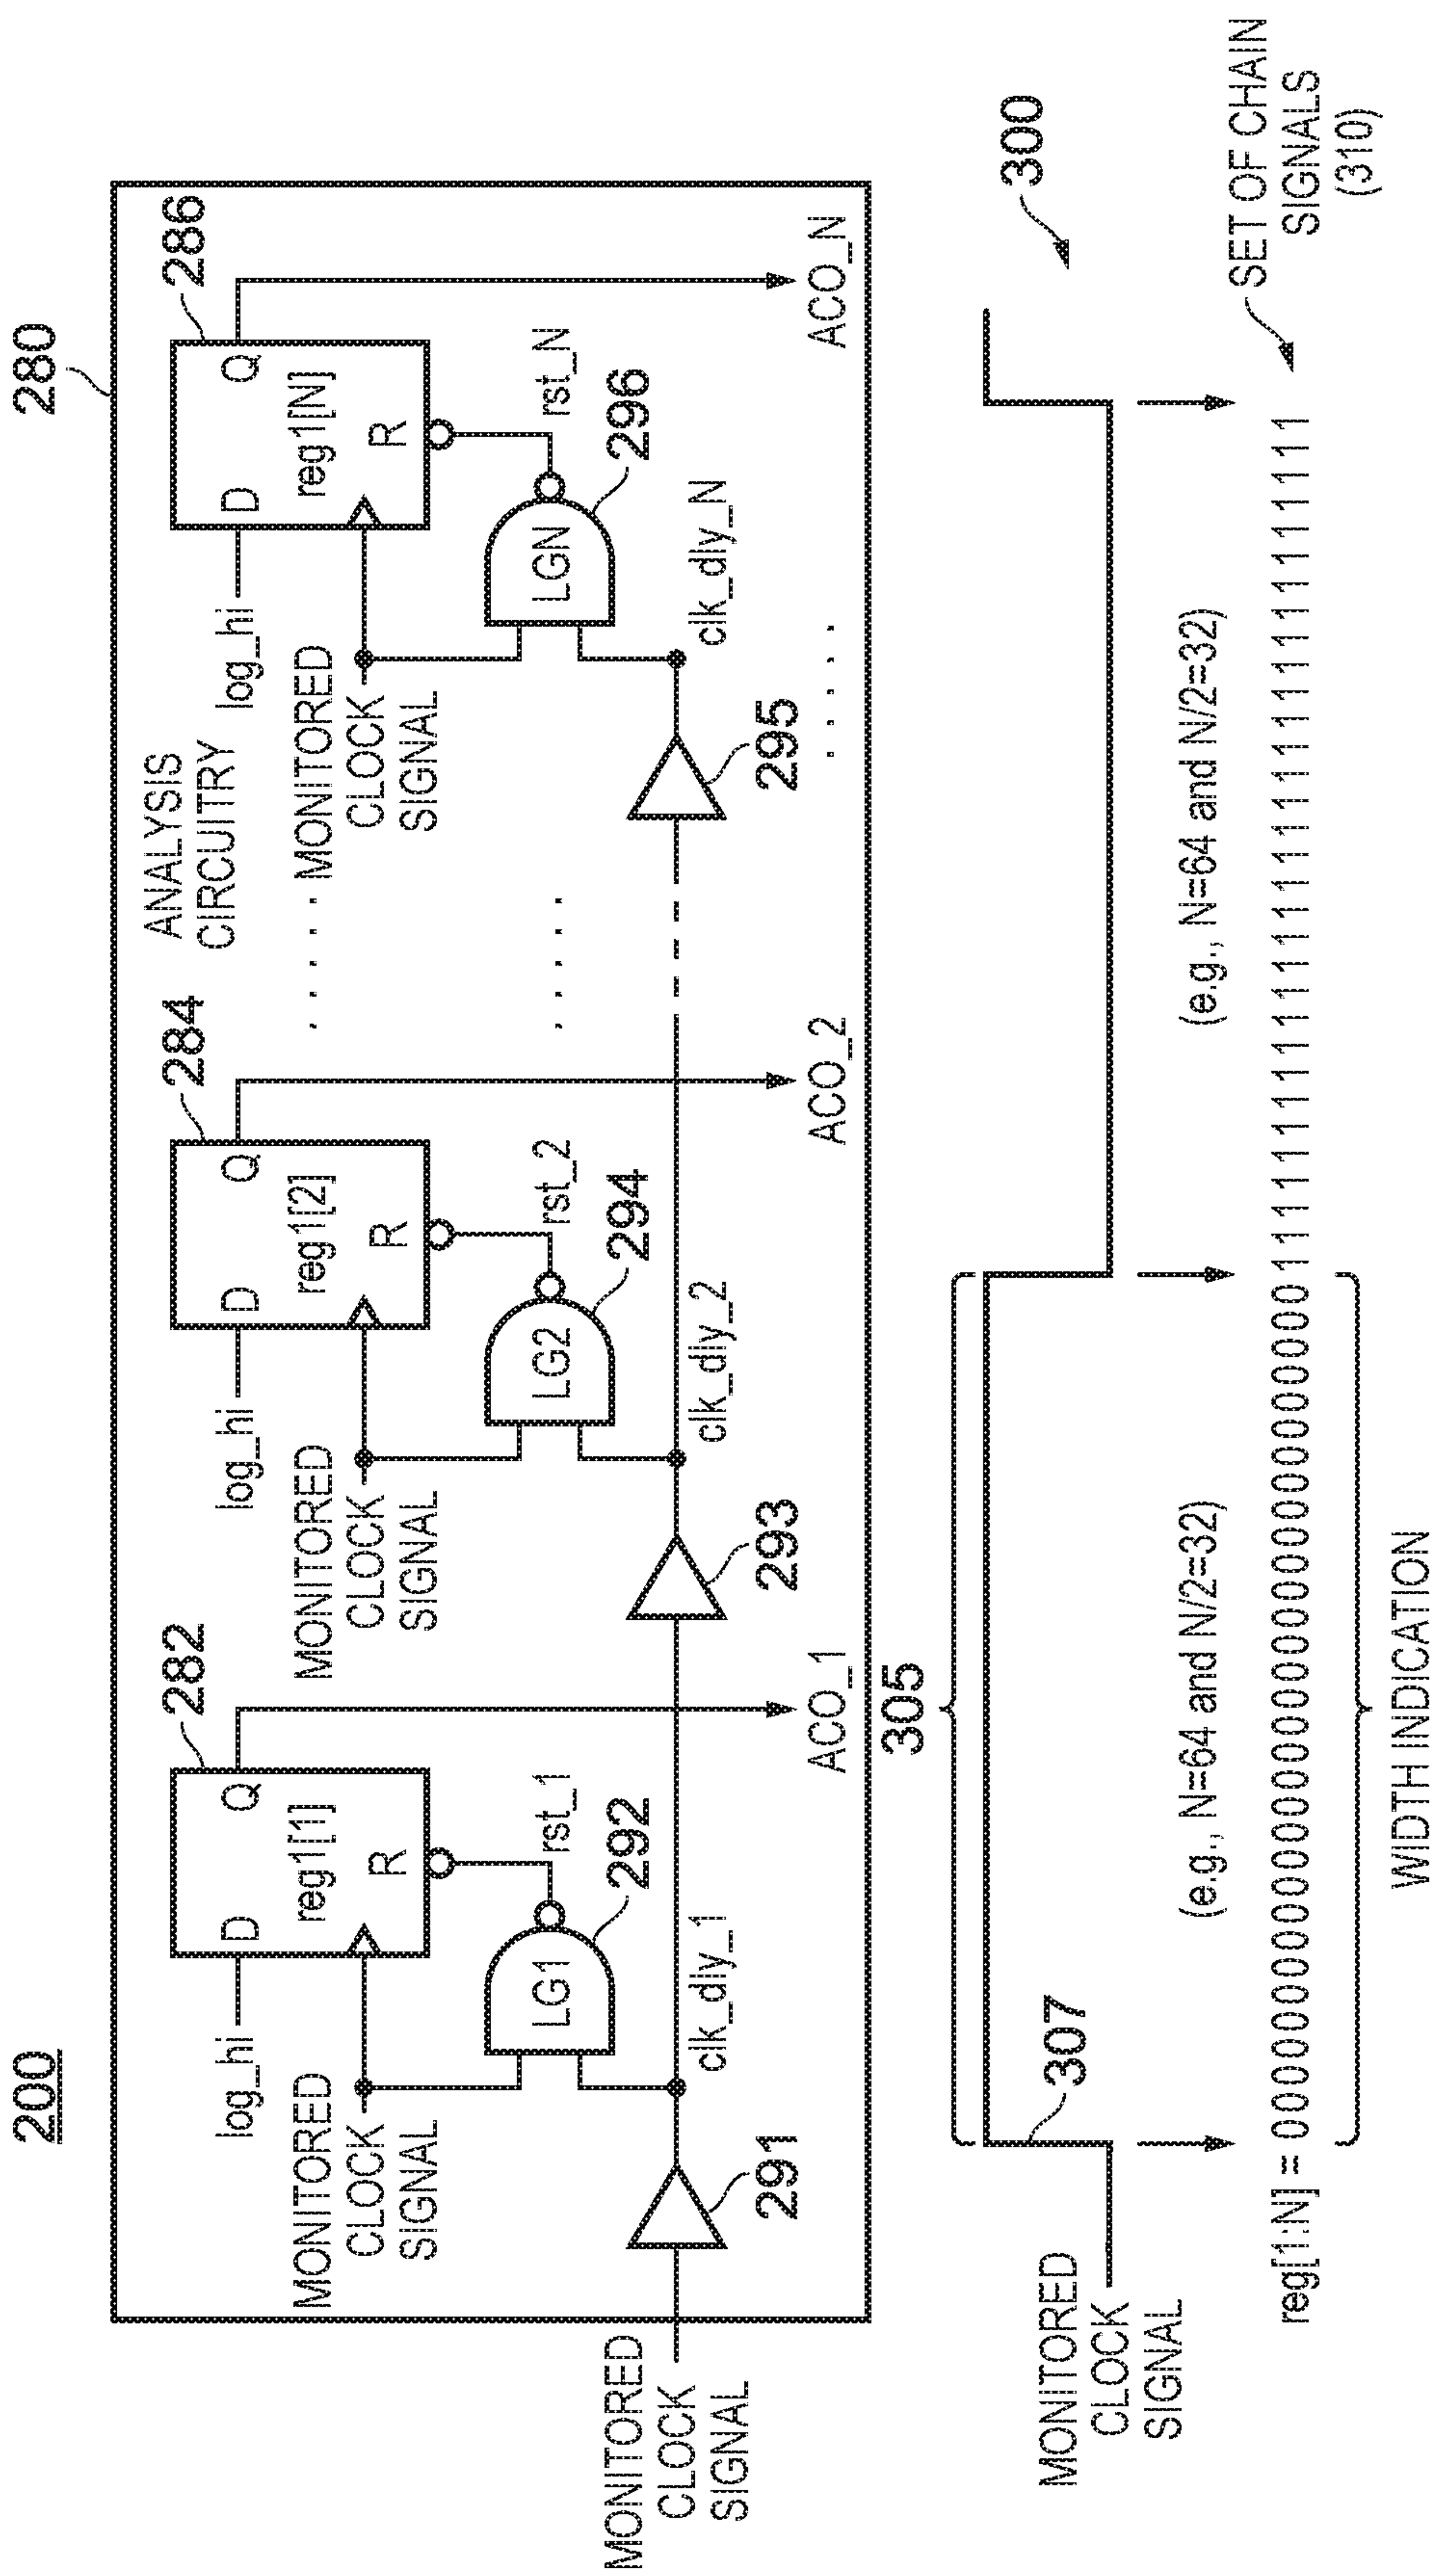 200
280
ANALYSIS
CIRCUITRY
282
284
286
log_hi
D
Q
reg1[1]
R
log_hi
D
Q
reg1[2]
R
log_hi
D
Q
reg1[N]
R
MONITORED
CLOCK
SIGNAL
MONITORED
CLOCK
SIGNAL
. . . . .
MONITORED
CLOCK
SIGNAL
LG1
rst_1
292
LG2
rst_2
294
. . . . .
LGN
rst_N
296
MONITORED
CLOCK
SIGNAL
291
clk_dly_1
293
clk_dly_2
295
clk_dly_N
ACO_1
ACO_2
. . . . .
ACO_N
305
300
MONITORED
CLOCK
SIGNAL
307
(e.g., N=64 and N/2=32)
(e.g., N=64 and N/2=32)
SET OF CHAIN
SIGNALS
(310)
reg[1:N] = 0000000000000000000000000000000011111111111111111111111111111111
WIDTH INDICATION